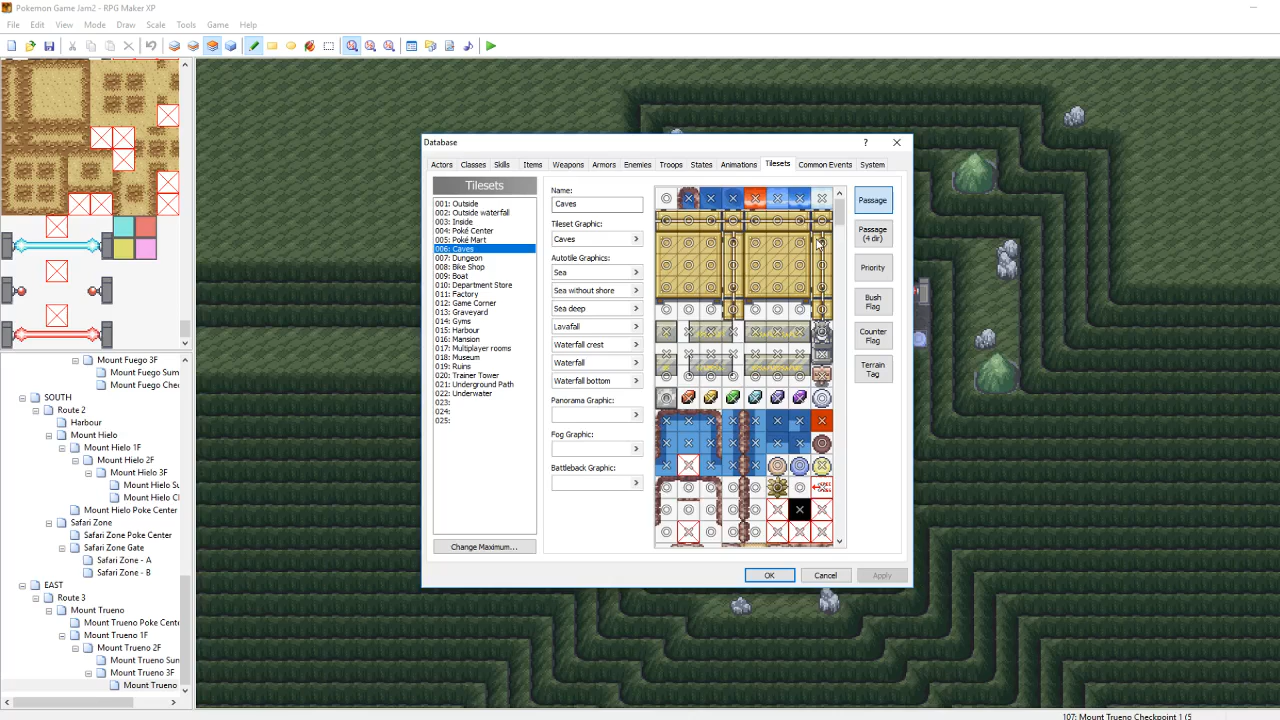 Pokemon Game Jam2 - RPG Maker XP
File Edit View Mode Draw Scale Tools Game Help
Database
Actors Classes Skills Items Weapons Armors Enemies Troops States Animations Tilesets Common Events System
Tilesets
001: Outside
002: Outside waterfall
003: Inside
004: Poké Center
005: Poké Mart
006: Caves
007: Dungeon
008: Bike Shop
009: Boat
010: Department Store
011: Factory
012: Game Corner
013: Graveyard
014: Gyms
015: Harbour
016: Mansion
017: Multiplayer rooms
018: Museum
019: Ruins
020: Trainer Tower
021: Underground Path
022: Underwater
023:
024:
025:
Change Maximum...
Name:
Caves
Tileset Graphic:
Caves
Autotile Graphics:
Sea
Sea without shore
Sea deep
Lavafall
Waterfall crest
Waterfall
Waterfall bottom
Panorama Graphic:
Fog Graphic:
Battleback Graphic:
Passage
Passage
(4 dir)
Priority
Bush
Flag
Counter
Flag
Terrain
Tag
OK Cancel Apply
Mount Fuego 3F
Mount Fuego Sum
Mount Fuego Che
SOUTH
Route 2
Harbour
Mount Hielo
Mount Hielo 1F
Mount Hielo 2F
Mount Hielo 3F
Mount Hielo Su
Mount Hielo C
Mount Hielo Poke Center
Safari Zone
Safari Zone Poke Center
Safari Zone Gate
Safari Zone - A
Safari Zone - B
EAST
Route 3
Mount Trueno
Mount Trueno Poke Cente
Mount Trueno 1F
Mount Trueno 2F
Mount Trueno Sun
Mount Trueno 3F
Mount Trueno
107: Mount Trueno Checkpoint 1 (5